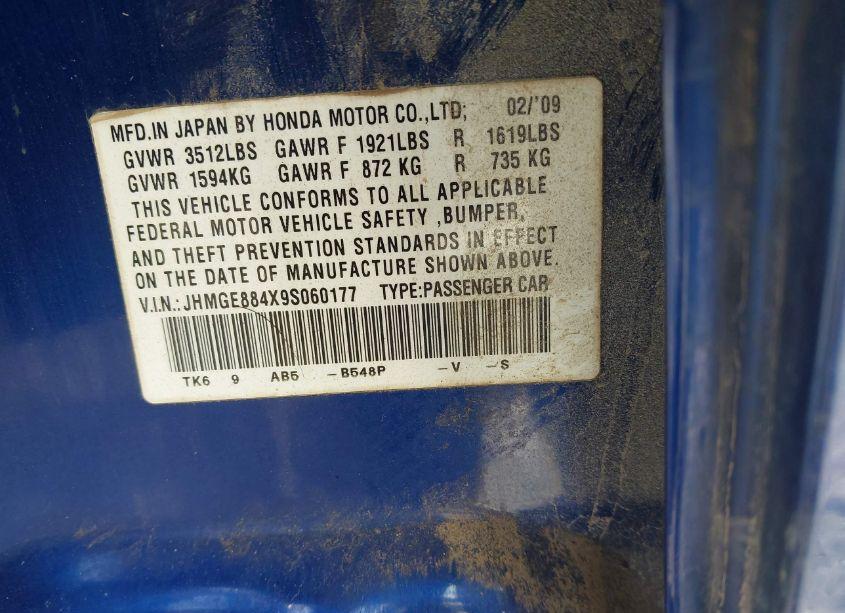 MFD.IN JAPAN BY HONDA MOTOR CO.,LTD; 02/'09
GVWR 3512LBS GAWR F 1921LBS R 1619LBS
GVWR 1594KG GAWR F 872 KG R 735 KG
THIS VEHICLE CONFORMS TO ALL APPLICABLE
FEDERAL MOTOR VEHICLE SAFETY ,BUMPER,
AND THEFT PREVENTION STANDARDS IN EFFECT
ON THE DATE OF MANUFACTURE SHOWN ABOVE.
V.I.N.:JHMGE884X9S060177 TYPE:PASSENGER CAR
TK6 9 AB5 -B548P -V -S